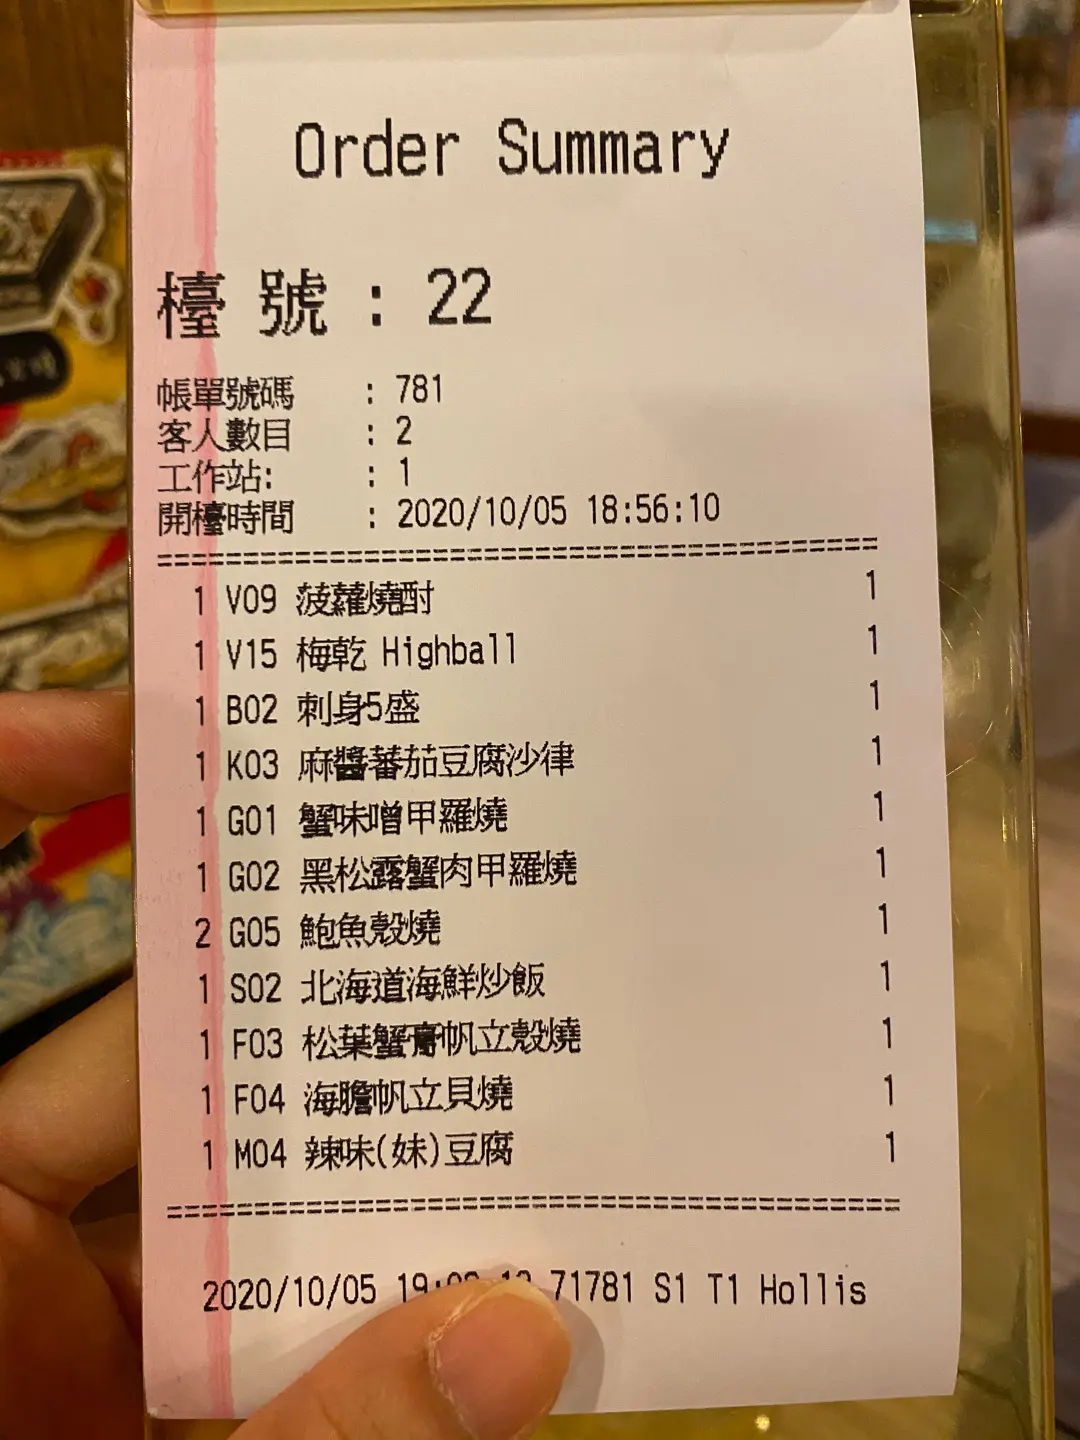 Order Summary
檯號：22
帳單號碼 : 781
客人數目 : 2
工作站: : 1
開檯時間 : 2020/10/05 18:56:10
==========================================
1 V09 菠蘿燒酎 1
1 V15 梅乾 Highball 1
1 B02 刺身5盛 1
1 K03 麻醬蕃茄豆腐沙律 1
1 G01 蟹味噌甲羅燒 1
1 G02 黑松露蟹肉甲羅燒 1
2 G05 鮑魚殼燒 1
1 S02 北海道海鮮炒飯 1
1 F03 松葉蟹膏帆立殼燒 1
1 F04 海膽帆立貝燒 1
1 M04 辣味(妹)豆腐 1
==========================================
2020/10/05 71781 S1 T1 Hollis